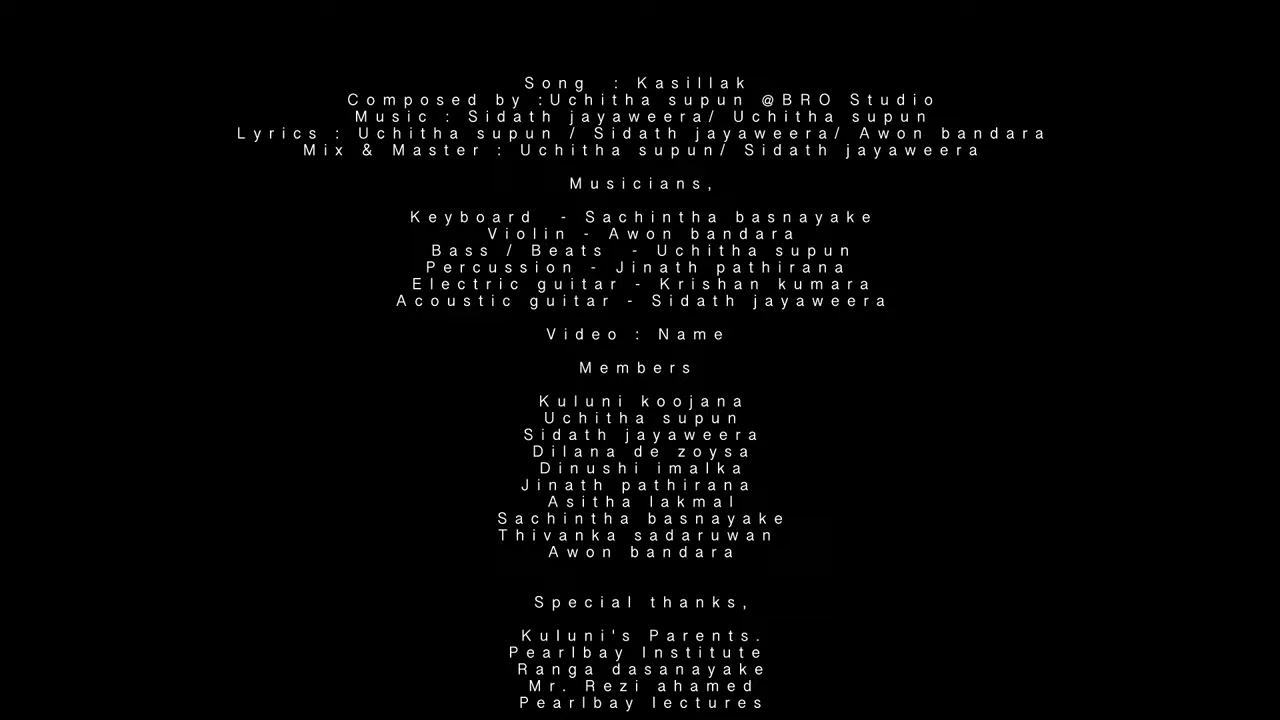 Song : Kasillak
Composed by :Uchitha supun @BRO Studio
Music : Sidath jayaweera/ Uchitha supun
Lyrics : Uchitha supun / Sidath jayaweera/ Awon bandara
Mix & Master : Uchitha supun/ Sidath jayaweera
Musicians,
Keyboard - Sachintha basnayake
Violin - Awon bandara
Bass / Beats - Uchitha supun
Percussion - Jinath pathirana
Electric guitar - Krishan kumara
Acoustic guitar - Sidath jayaweera
Video : Name
Members
Kuluni koojana
Uchitha supun
Sidath jayaweera
Dilana de zoysa
Dinushi imalka
Jinath pathirana
Asitha lakmal
Sachintha basnayake
Thivanka sadaruwan
Awon bandara
Special thanks,
Kuluni's Parents.
Pearlbay Institute
Ranga dasanayake
Mr. Rezi ahamed
Pearlbay lectures